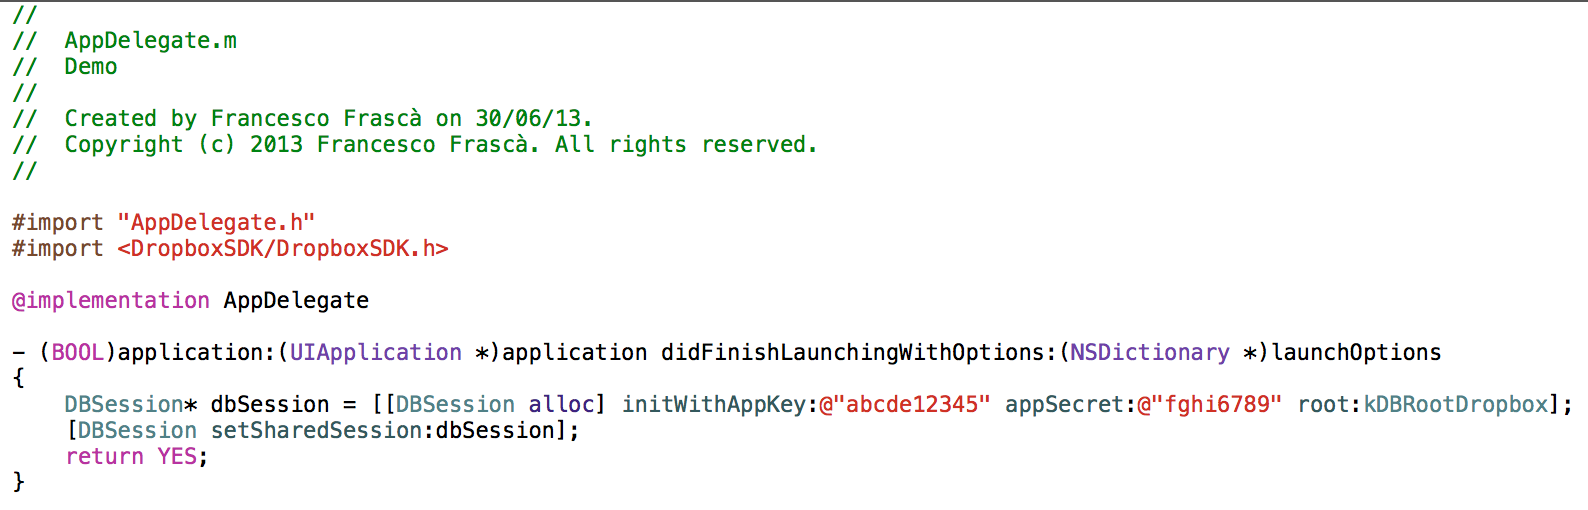 //
//  AppDelegate.m
//  Demo
//
//  Created by Francesco Frascà on 30/06/13.
//  Copyright (c) 2013 Francesco Frascà. All rights reserved.
//
#import "AppDelegate.h"
#import <DropboxSDK/DropboxSDK.h>
@implementation AppDelegate
- (BOOL)application:(UIApplication *)application didFinishLaunchingWithOptions:(NSDictionary *)launchOptions
{
    DBSession* dbSession = [[DBSession alloc] initWithAppKey:@"abcde12345" appSecret:@"fghi6789" root:kDBRootDropbox];
    [DBSession setSharedSession:dbSession];
    return YES;
}